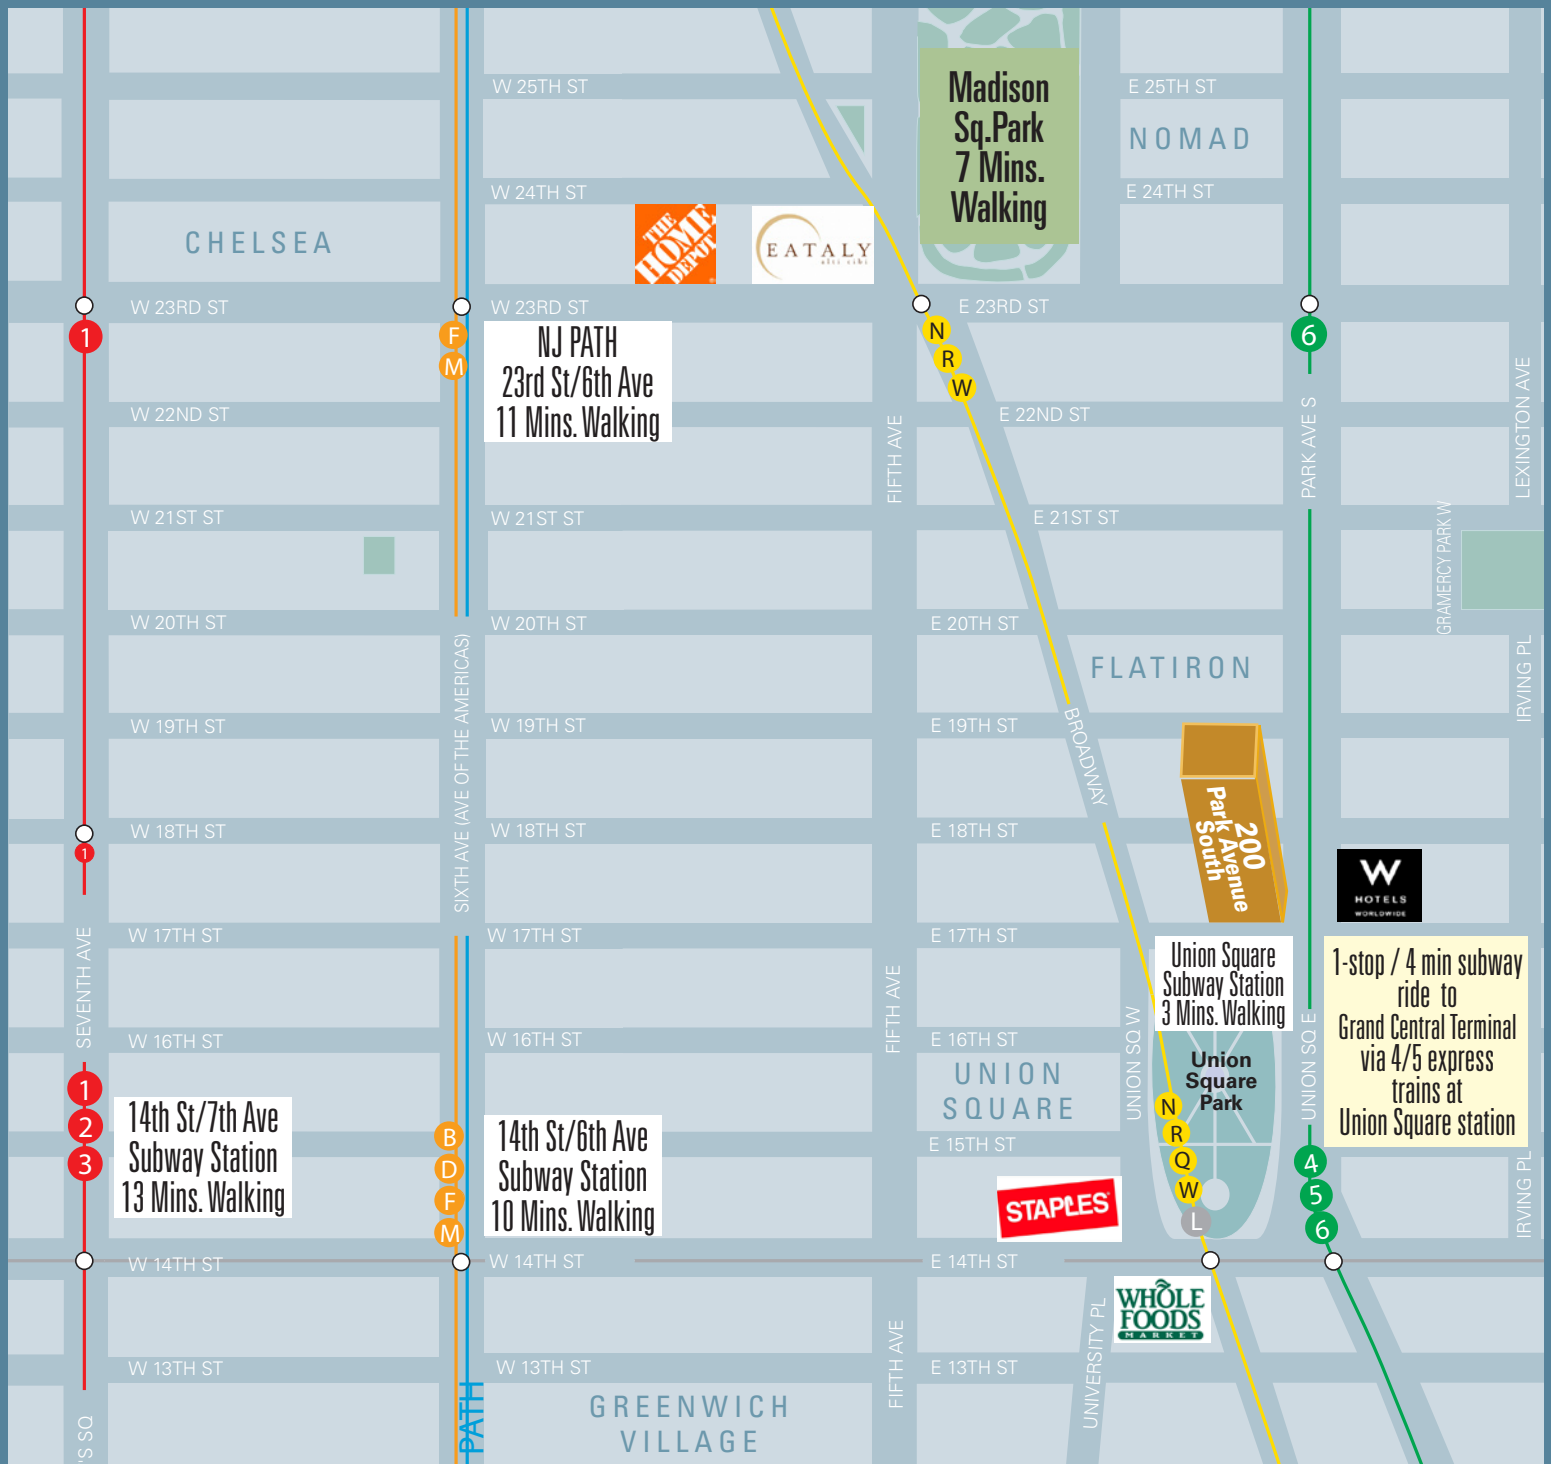 W 25TH ST
E 25TH ST
Madison
Sq.Park
7 Mins.
Walking
NOMAD
W 24TH ST
E 24TH ST
CHELSEA
THE
HOME
DEPOT
EATALY
alti cibi
W 23RD ST
W 23RD ST
E 23RD ST
1
F
M
N
R
W
6
NJ PATH
23rd St/6th Ave
11 Mins. Walking
W 22ND ST
E 22ND ST
FIFTH AVE
PARK AVE S
LEXINGTON AVE
W 21ST ST
W 21ST ST
E 21ST ST
GRAMERCY PARK W
W 20TH ST
W 20TH ST
E 20TH ST
SIXTH AVE (AVE OF THE AMERICAS)
FLATIRON
IRVING PL
W 19TH ST
W 19TH ST
E 19TH ST
BROADWAY
200
Park Avenue
South
W 18TH ST
W 18TH ST
E 18TH ST
1
W
HOTELS
WORLDWIDE
W 17TH ST
W 17TH ST
E 17TH ST
SEVENTH AVE
FIFTH AVE
Union Square
Subway Station
3 Mins. Walking
1-stop / 4 min subway
ride to
Grand Central Terminal
via 4/5 express
trains at
Union Square station
W 16TH ST
W 16TH ST
E 16TH ST
UNION SQ W
UNION SQ E
UNION
SQUARE
Union
Square
Park
1
2
3
14th St/7th Ave
Subway Station
13 Mins. Walking
B
D
F
M
14th St/6th Ave
Subway Station
10 Mins. Walking
E 15TH ST
N
R
Q
W
L
4
5
6
IRVING PL
STAPLES
W 14TH ST
W 14TH ST
E 14TH ST
WHOLE
FOODS
MARKET
UNIVERSITY PL
FIFTH AVE
W 13TH ST
W 13TH ST
E 13TH ST
PATH
GREENWICH
VILLAGE
'S SQ